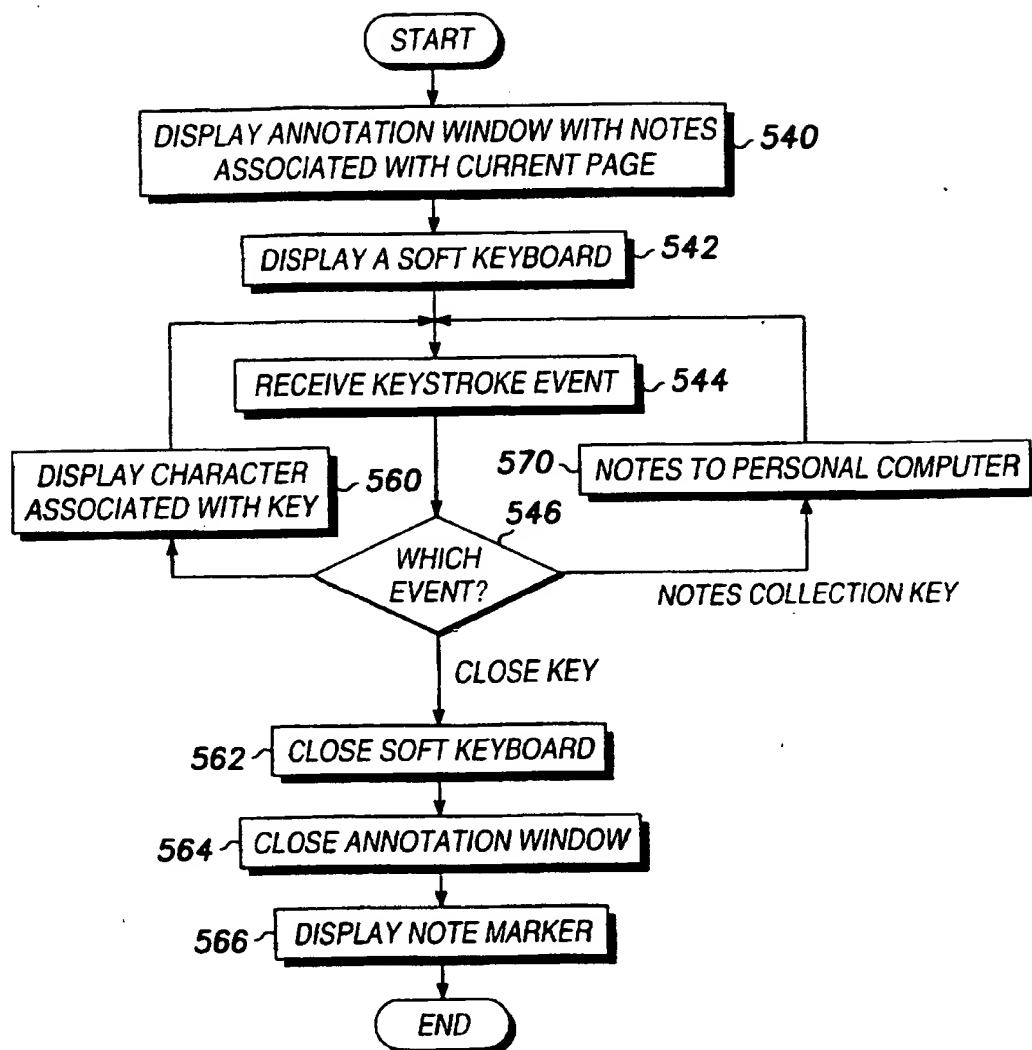 START
DISPLAY ANNOTATION WINDOW WITH NOTES
ASSOCIATED WITH CURRENT PAGE
540
DISPLAY A SOFT KEYBOARD
542
RECEIVE KEYSTROKE EVENT
544
DISPLAY CHARACTER
ASSOCIATED WITH KEY
560
570
NOTES TO PERSONAL COMPUTER
546
WHICH
EVENT?
NOTES COLLECTION KEY
CLOSE KEY
562
CLOSE SOFT KEYBOARD
564
CLOSE ANNOTATION WINDOW
566
DISPLAY NOTE MARKER
END